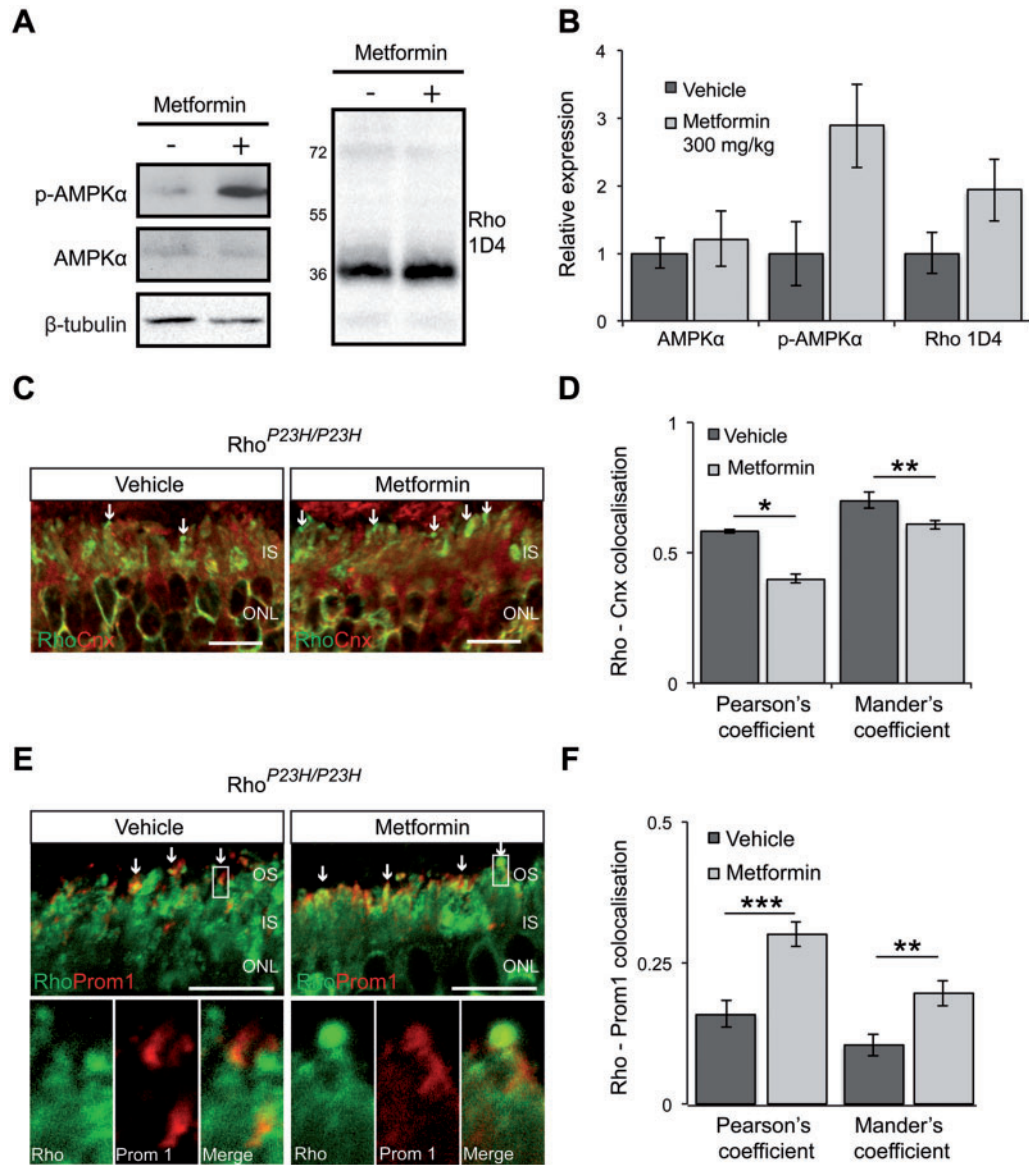 A
Metformin
- +
p-AMPKα
AMPKα
β-tubulin
Metformin
- +
72
55
36
Rho
1D4
B
Relative expression
4
3
2
1
0
Vehicle
Metformin
300 mg/kg
AMPKα p-AMPKα Rho 1D4
C
Rho P23H/P23H
Vehicle Metformin
IS
ONL
RhoCnx
IS
ONL
RhoCnx
D
Rho - Cnx colocalisation
1
0.5
0
Vehicle
Metformin
*
**
Pearson's
coefficient
Mander's
coefficient
E
Rho P23H/P23H
Vehicle Metformin
OS
IS
ONL
RhoProm1
OS
IS
ONL
RhoProm1
Rho Prom 1 Merge
Rho Prom 1 Merge
F
Rho - Prom1 colocalisation
0.5
0.25
0
Vehicle
Metformin
***
**
Pearson's
coefficient
Mander's
coefficient